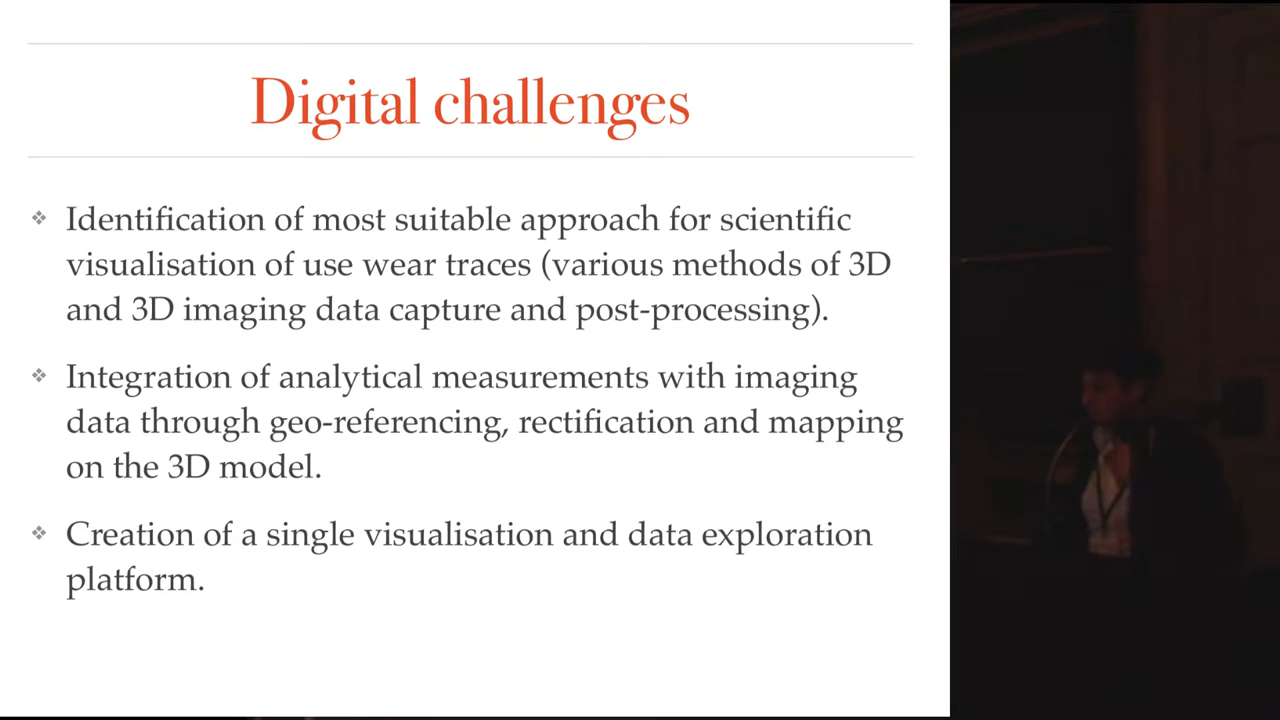 Digital challenges
Identification of most suitable approach for scientific
visualisation of use wear traces (various methods of 3D
and 3D imaging data capture and post-processing).
Integration of analytical measurements with imaging
data through geo-referencing, rectification and mapping
on the 3D model.
Creation of a single visualisation and data exploration
platform.